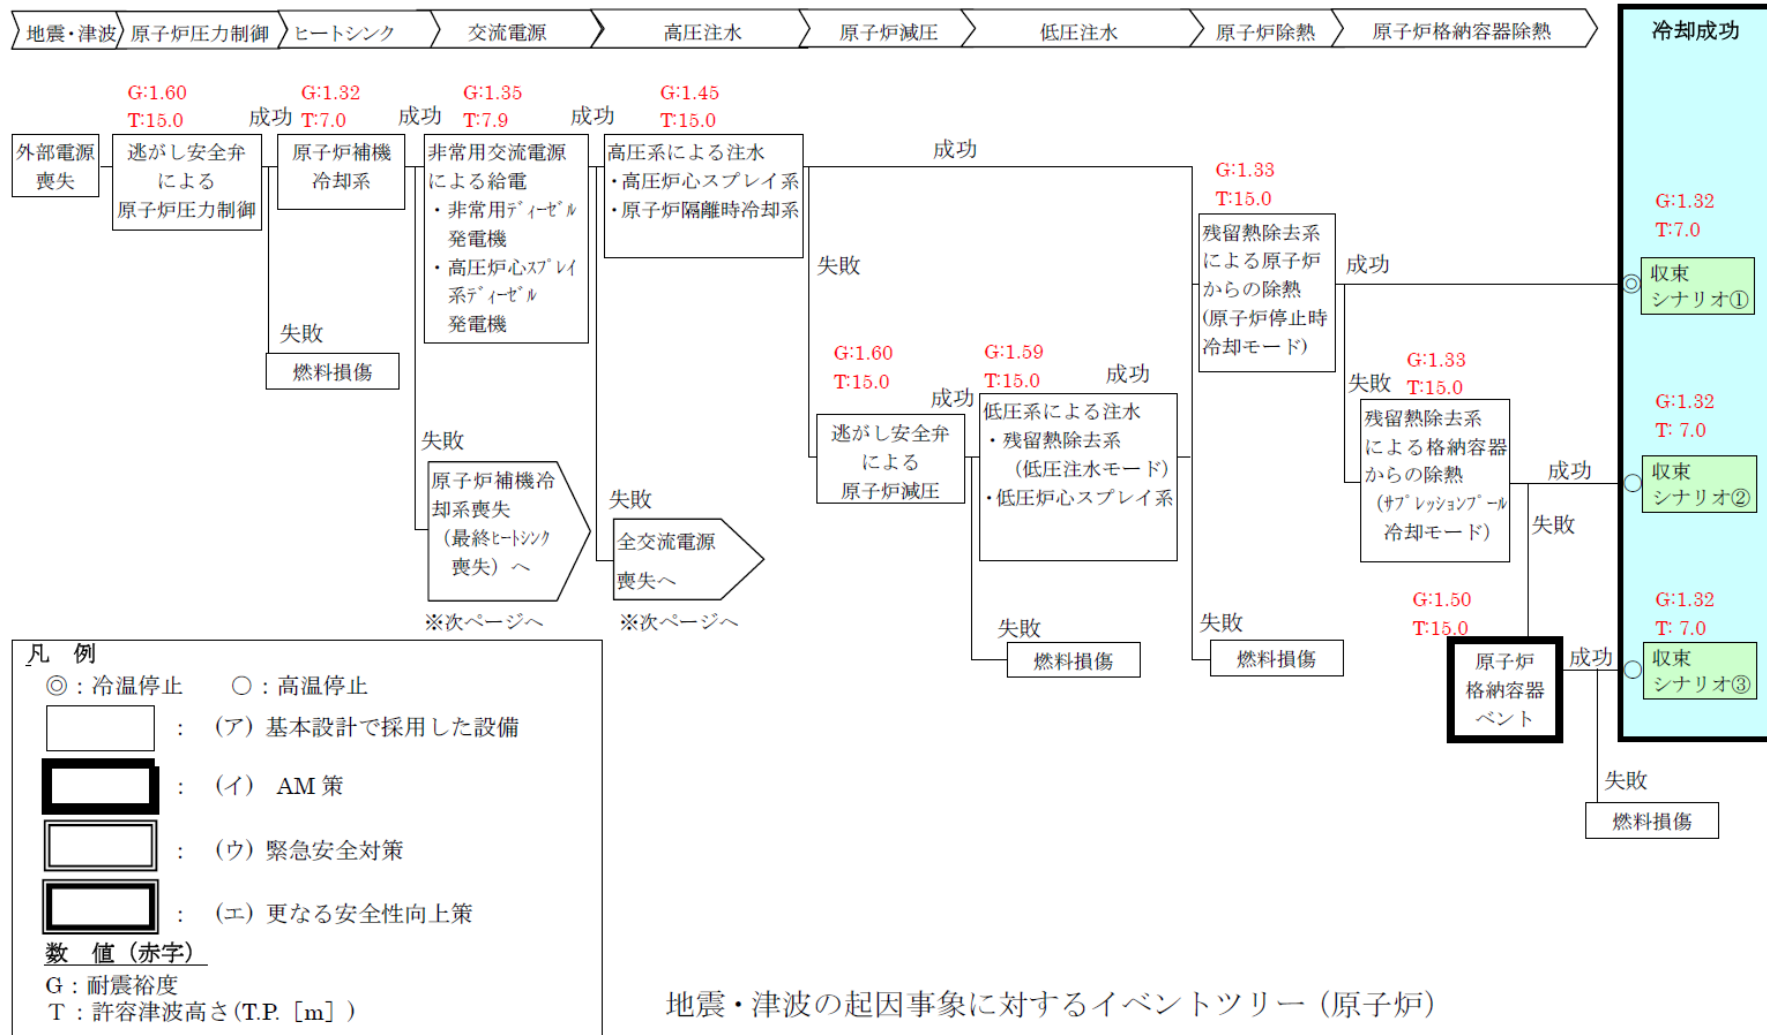 地震・津波
原子炉圧力制御
ヒートシンク
交流電源
高圧注水
原子炉減圧
低圧注水
原子炉除熱
原子炉格納容器除熱
冷却成功
外部電源
喪失
G:1.60
T:15.0
逃がし安全弁
による
原子炉圧力制御
成功
失敗
燃料損傷
G:1.32
T:7.0
原子炉補機
冷却系
成功
失敗
原子炉補機冷
却系喪失
（最終ヒートシンク
喪失）へ
※次ページへ
G:1.35
T:7.9
非常用交流電源
による給電
・非常用ディーゼル
発電機
・高圧炉心スプレイ
系ディーゼル
発電機
成功
失敗
全交流電源
喪失へ
※次ページへ
G:1.45
T:15.0
高圧系による注水
・高圧炉心スプレイ系
・原子炉隔離時冷却系
成功
失敗
G:1.60
T:15.0
逃がし安全弁
による
原子炉減圧
成功
失敗
燃料損傷
G:1.59
T:15.0
低圧系による注水
・残留熱除去系
（低圧注水モード）
・低圧炉心スプレイ系
成功
失敗
燃料損傷
G:1.33
T:15.0
残留熱除去系
による原子炉
からの除熱
(原子炉停止時
冷却モード)
成功
失敗
G:1.33
T:15.0
残留熱除去系
による格納容器
からの除熱
（サプレッションプール
冷却モード）
成功
失敗
G:1.50
T:15.0
原子炉
格納容器
ベント
成功
失敗
燃料損傷
G:1.32
T:7.0
◎
収束
シナリオ①
G:1.32
T: 7.0
○
収束
シナリオ②
G:1.32
T: 7.0
○
収束
シナリオ③
凡 例
◎：冷温停止 ○：高温停止
： (ア) 基本設計で採用した設備
： (イ) AM 策
： (ウ) 緊急安全対策
： (エ) 更なる安全性向上策
数 値（赤字）
G：耐震裕度
T：許容津波高さ(T.P.［m］)
地震・津波の起因事象に対するイベントツリー (原子炉)